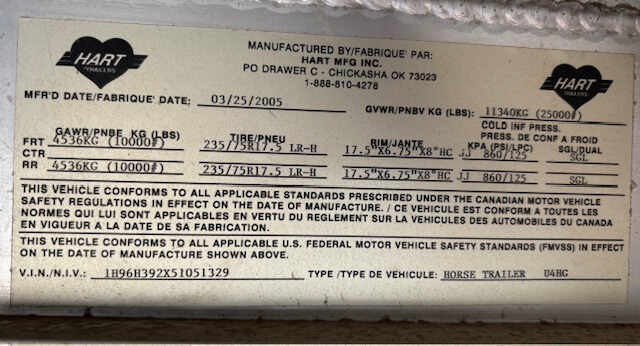 HART
TRAILERS
MANUFACTURED BY/FABRIQUE' PAR:
HART MFG INC.
PO DRAWER C - CHICKASHA OK 73023
1-888-810-4278
HART
TRAILERS
MFR'D DATE/FABRIQUE' DATE: 03/25/2005 GVWR/PNBV KG (LBS): 11340KG (25000#)
COLD INF PRESS.
PRESS. DE CONF A FROID
GAWR/PNBE KG (LBS) TIRE/PNEU RIM/JANTE KPA (PSI/LPC) SGL/DUAL
FRT 4536KG (10000#) 235/75R17.5 LR-H 17.5"X6.75"X8°HC JJ 860/125 SGL
CTR
RR 4536KG (10000#) 235/75R17.5 LR-H 17.5"X6.75"X8°HC JJ 860/125 SGL
THIS VEHICLE CONFORMS TO ALL APPLICABLE STANDARDS PRESCRIBED UNDER THE CANADIAN MOTOR VEHICLE
SAFETY REGULATIONS IN EFFECT ON THE DATE OF MANUFACTURE. / CE VEHICULE EST CONFORM A TOUTES LES
NORMES QUI LUI SONT APPLICABLES EN VERTU DU REGLEMENT SUR LA VEHICLES DES AUTOMOBILES DU CANADA
EN VIGUEUR A LA DATE DE SA FABRICATION.
THIS VEHICLE CONFORMS TO ALL APPLICABLE U.S. FEDERAL MOTOR VEHICLE SAFETY STANDARDS (FMVSS) IN EFFECT
ON THE DATE OF MANUFACTURE SHOWN ABOVE.
V.I.N./N.I.V.: 1H96H392X51051329 TYPE /TYPE DE VEHICULE: HORSE TRAILER U4HG